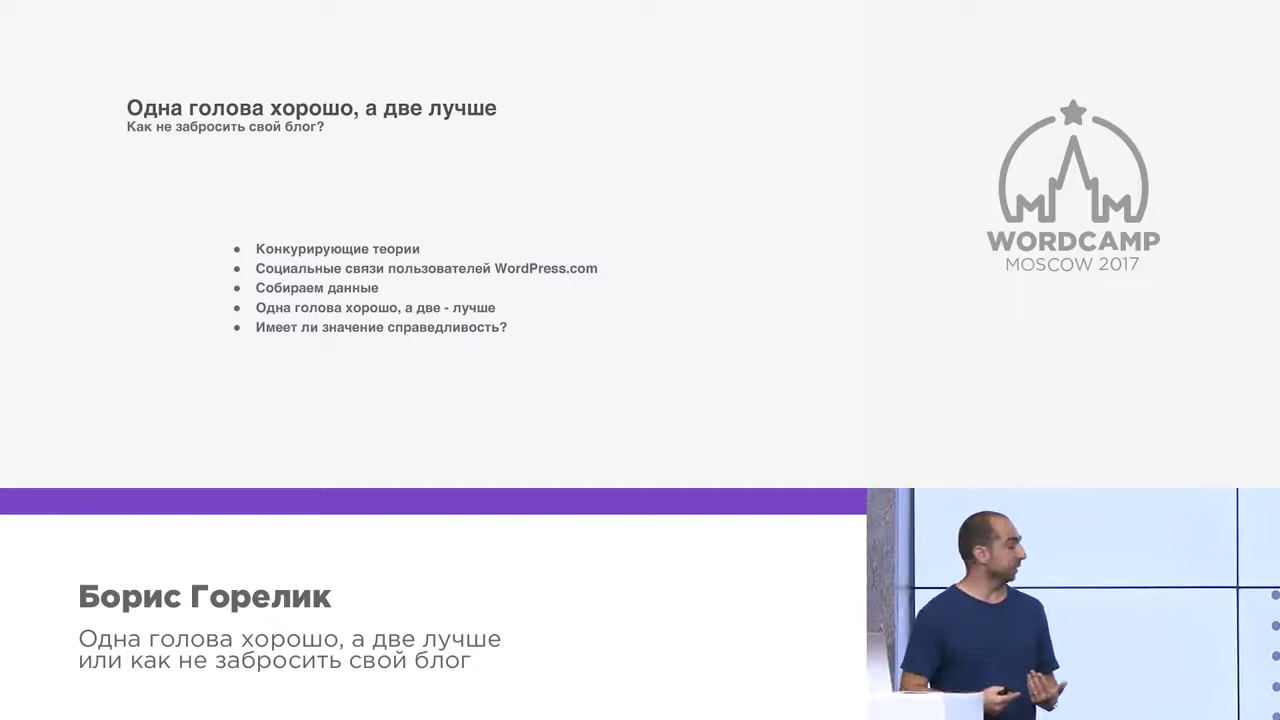 Одна голова хорошо, а две лучше
Как не забросить свой блог?
● Конкурирующие теории
● Социальные связи пользователей WordPress.com
● Собираем данные
● Одна голова хорошо, а две - лучше
● Имеет ли значение справедливость?
WORDCAMP
MOSCOW 2017
Борис Горелик
Одна голова хорошо, а две лучше
или как не забросить свой блог